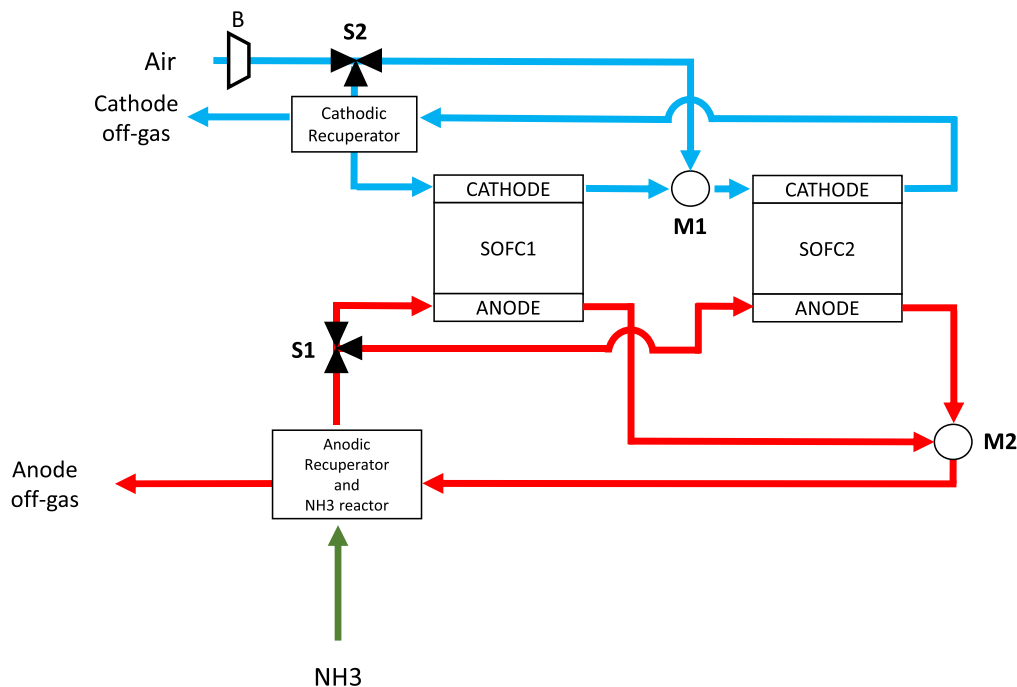 B
S2
Air
Cathode
off-gas
Cathodic
Recuperator
CATHODE
CATHODE
M1
SOFC1
SOFC2
ANODE
ANODE
S1
M2
Anodic
Recuperator
and
NH3 reactor
Anode
off-gas
NH3